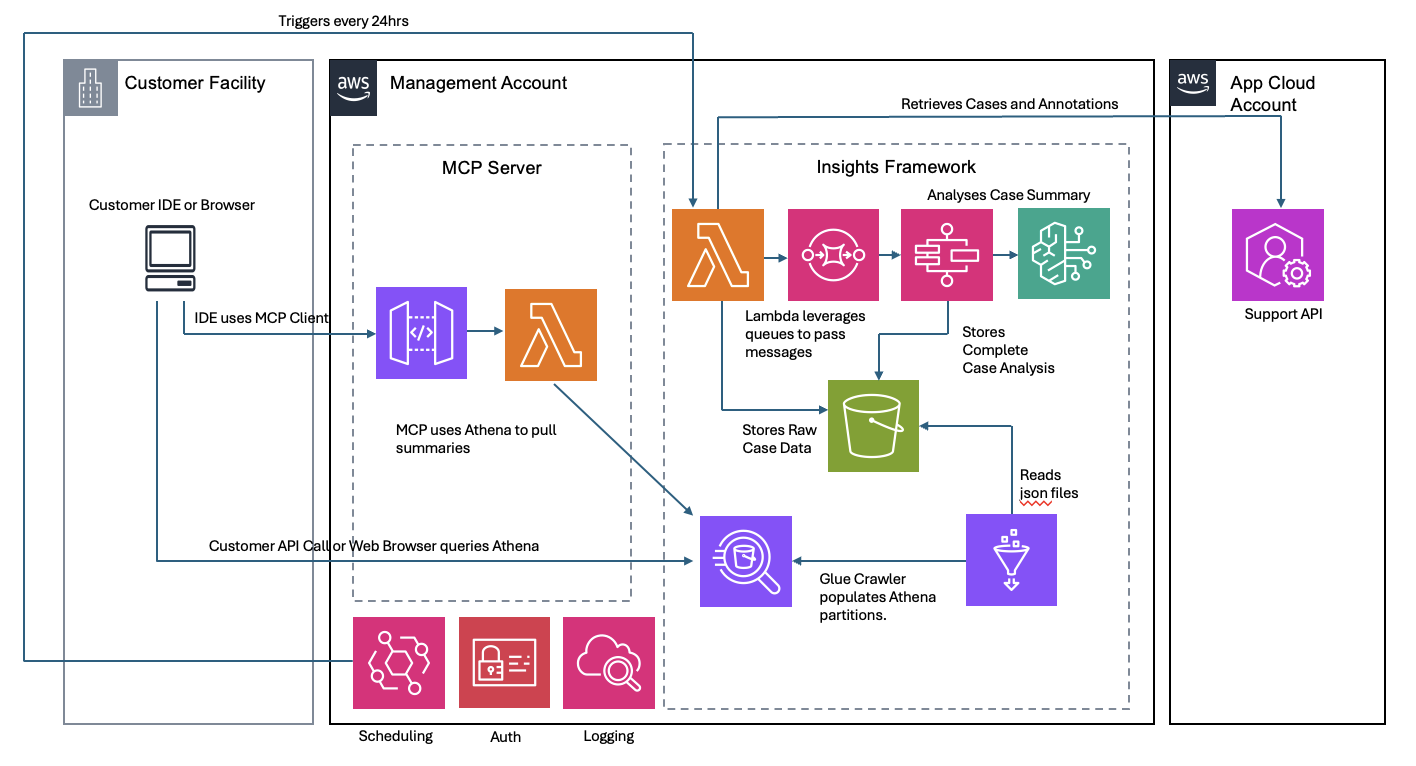 Triggers every 24hrs
Customer Facility
aws
Management Account
aws
App Cloud
Account
Retrieves Cases and Annotations
MCP Server
Insights Framework
Analyses Case Summary
Customer IDE or Browser
IDE uses MCP Client
</>
Lambda leverages
queues to pass
messages
Stores
Complete
Case Analysis
Support API
MCP uses Athena to pull
summaries
Stores Raw
Case Data
Reads
json files
Customer API Call or Web Browser queries Athena
Glue Crawler
populates Athena
partitions.
Scheduling
Auth
Logging